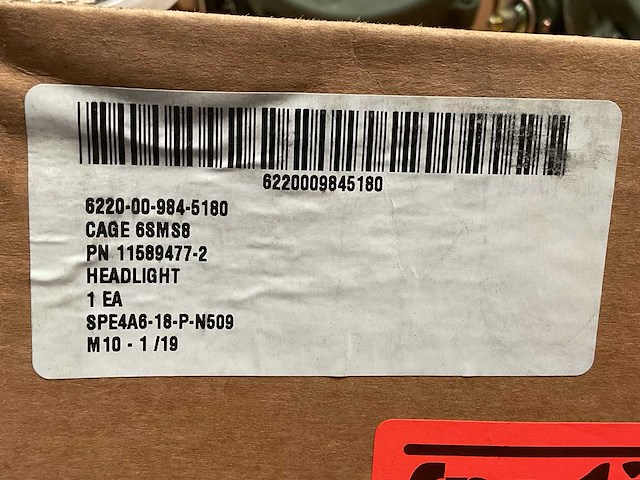 6220009845180
6220-00-984-5180
CAGE 6SMS8
PN 11589477-2
HEADLIGHT
1 EA
SPE4A6-18-P-N509
M10 - 1 /19